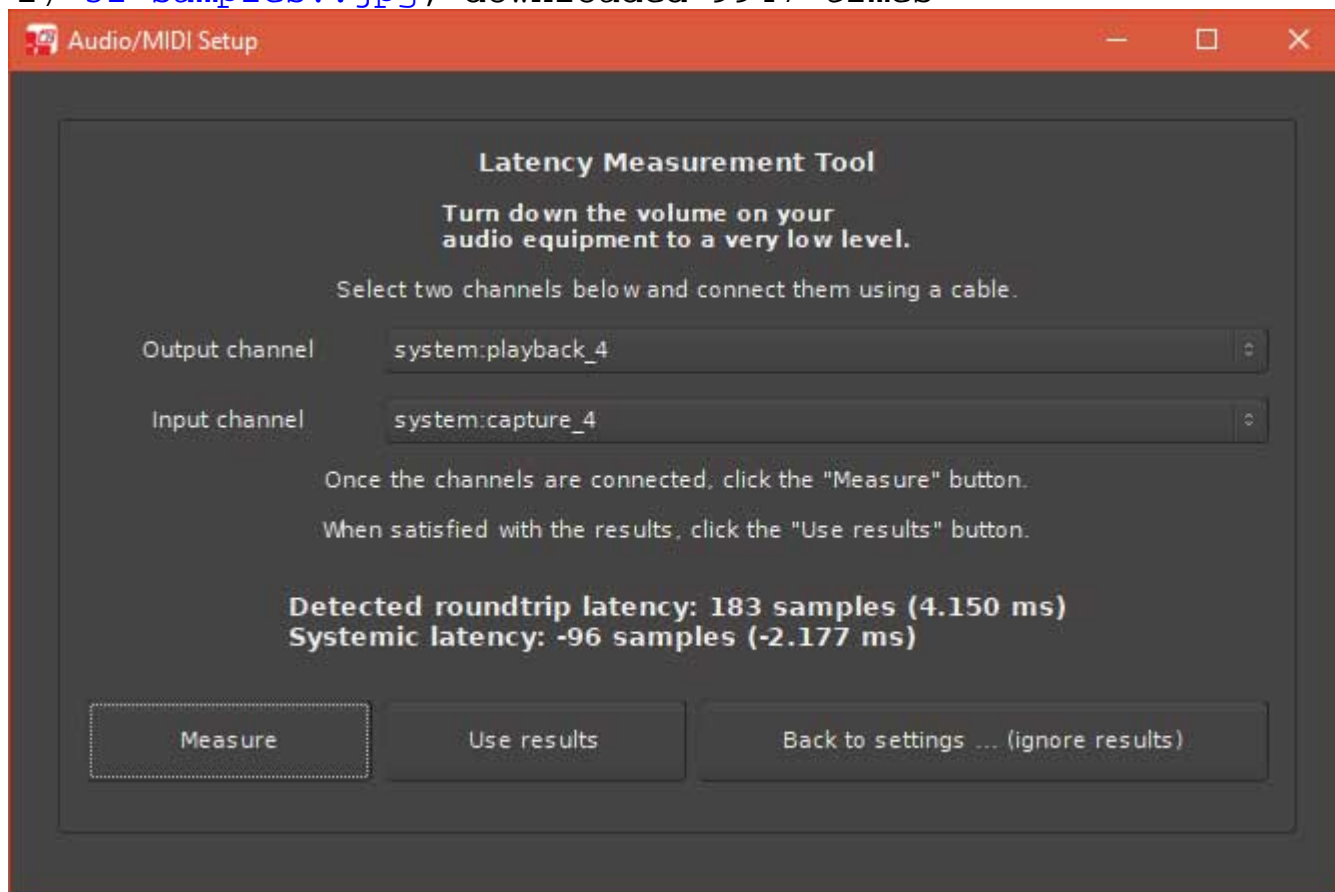 Audio/MIDI Setup
Latency Measurement Tool
Turn down the volume on your
audio equipment to a very low level.
Select two channels below and connect them using a cable.
Output channel system:playback_4
Input channel system:capture_4
Once the channels are connected, click the "Measure" button.
When satisfied with the results, click the "Use results" button.
Detected roundtrip latency: 183 samples (4.150 ms)
Systemic latency: -96 samples (-2.177 ms)
Measure Use results Back to settings ... (ignore results)